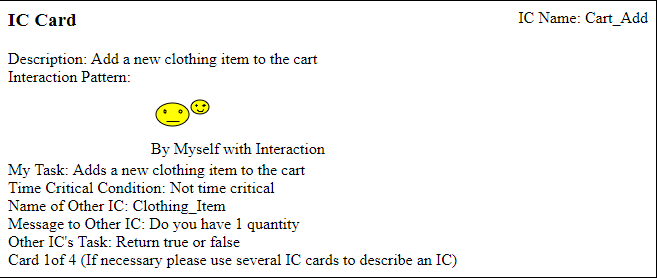 IC Card
IC Name: Cart_Add
Description: Add a new clothing item to the cart
Interaction Pattern:
By Myself with Interaction
My Task: Adds a new clothing item to the cart
Time Critical Condition: Not time critical
Name of Other IC: Clothing_Item
Message to Other IC: Do you have 1 quantity
Other IC's Task: Return true or false
Card 1of 4 (If necessary please use several IC cards to describe an IC)